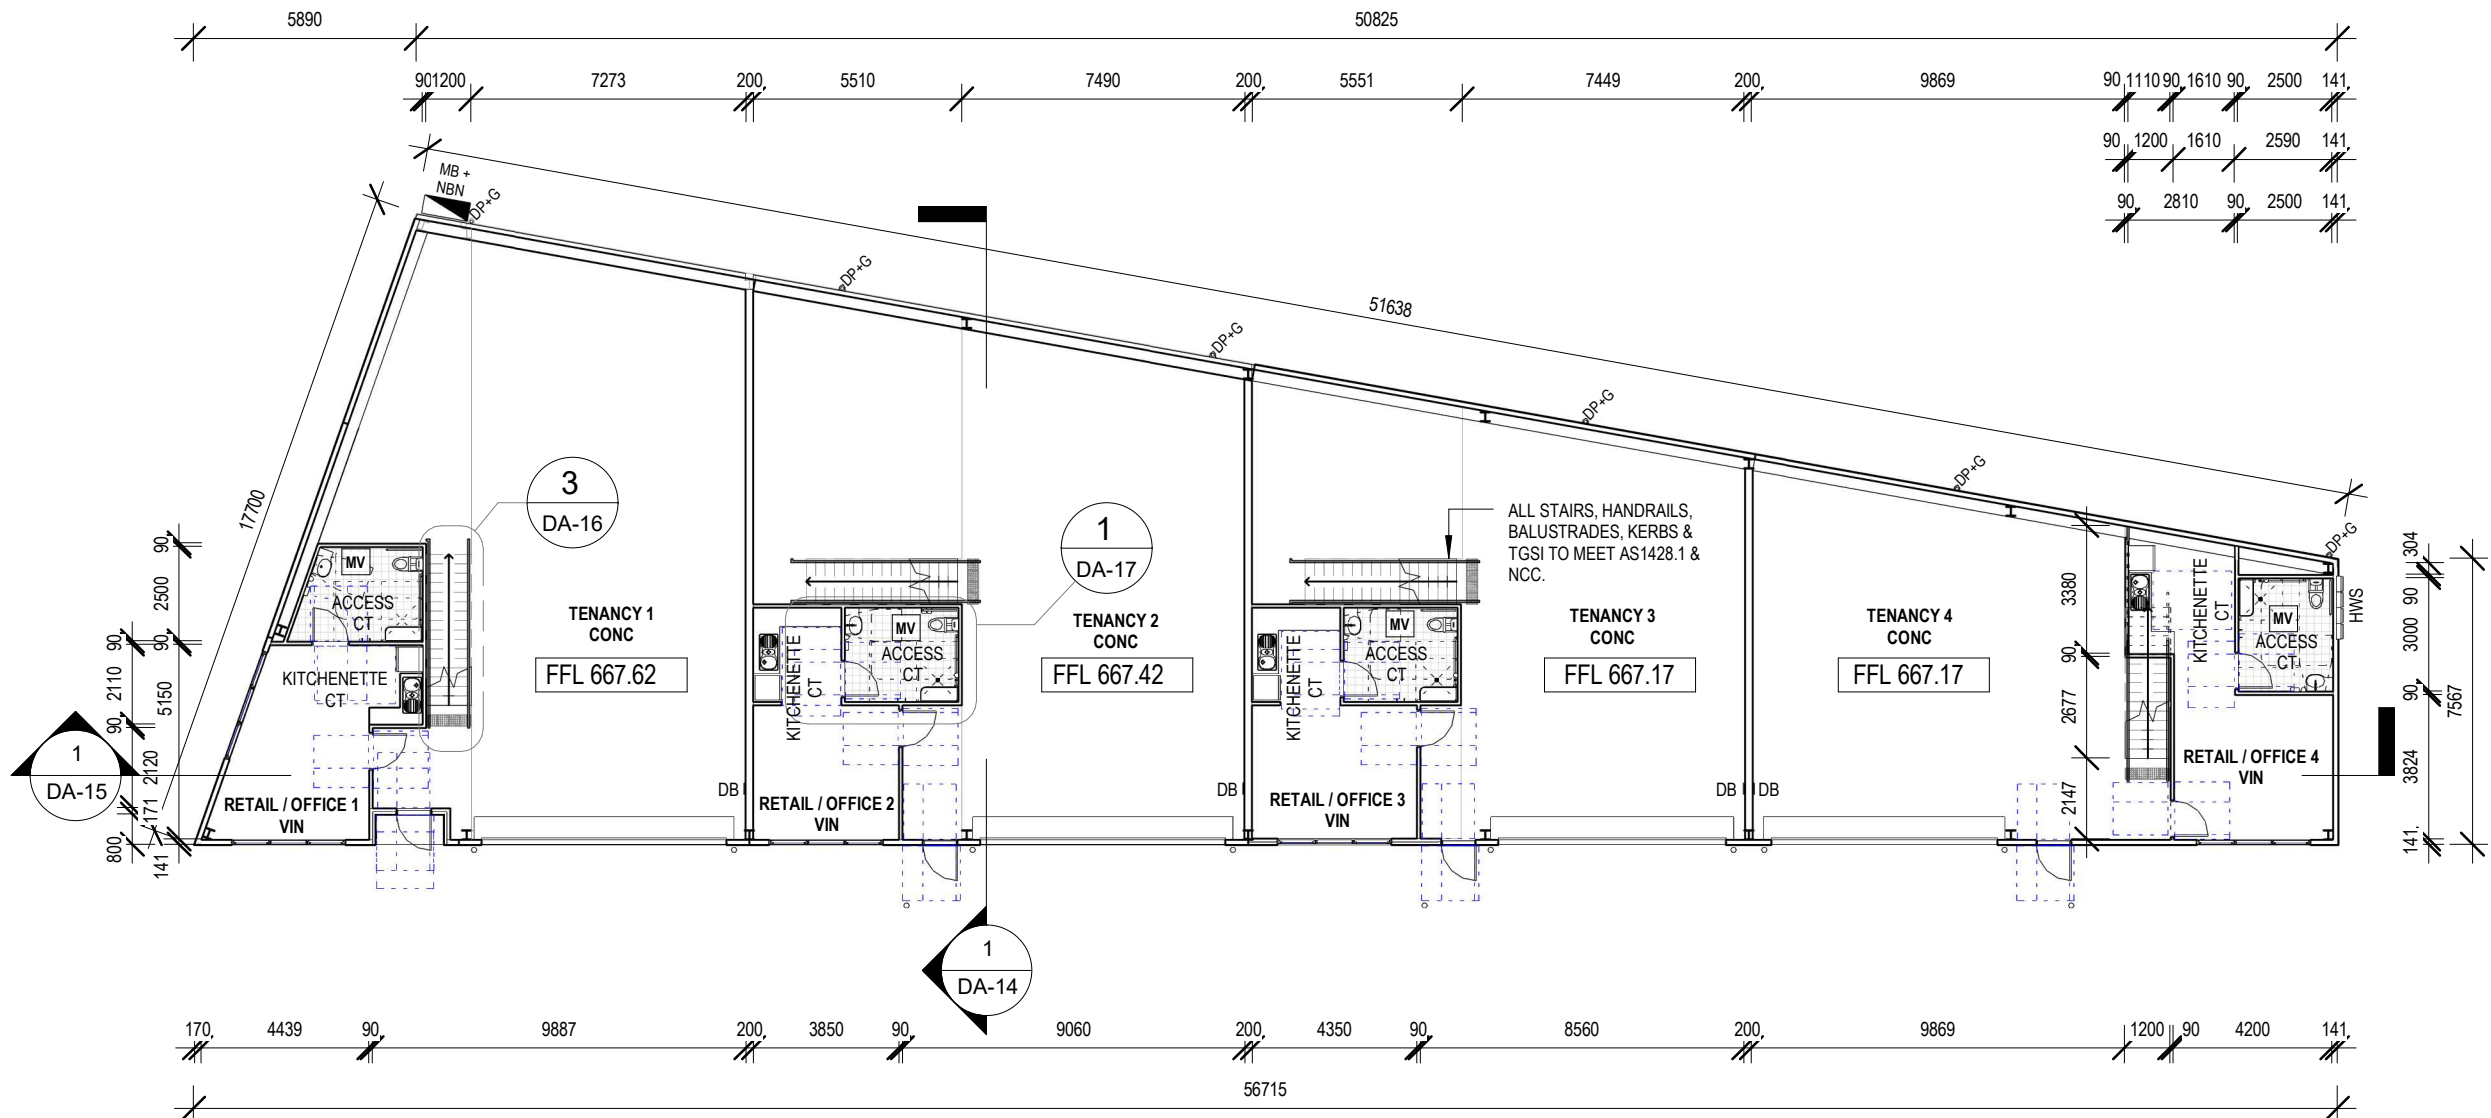 5890
50825
90 1200 7273 200 5510 7490 200 5551 7449 200 9869 90 1110 90 1610 90 2500 141
90 1200 1610 2590 141
90 2810 90 2500 141
MB +
NBN
DP+G
DP+G
DP+G
DP+G
DP+G
DP+G
51638
17700
3
DA-16
1
DA-17
ALL STAIRS, HANDRAILS,
BALUSTRADES, KERBS &
TGSI TO MEET AS1428.1 &
NCC.
MV
ACCESS
CT
KITCHENETTE
CT
TENANCY 1
CONC
FFL 667.62
RETAIL / OFFICE 1
VIN
DB
KITCHENETTE
CT
MV
ACCESS
CT
TENANCY 2
CONC
FFL 667.42
RETAIL / OFFICE 2
VIN
DB
KITCHENETTE
CT
MV
ACCESS
CT
TENANCY 3
CONC
FFL 667.17
RETAIL / OFFICE 3
VIN
DB
DB
TENANCY 4
CONC
FFL 667.17
KITCHENETTE
CT
MV
ACCESS
CT
HWS
RETAIL / OFFICE 4
VIN
90 2500 90 5150 141
90 2110 90 2120 1171 800
3380 90 2677 2147
304 90 3000 90 3824 141
7567
1
DA-15
1
DA-14
170 4439 90 9887 200 3850 90 9060 200 4350 90 8560 200 9869 1200 90 4200 141
56715